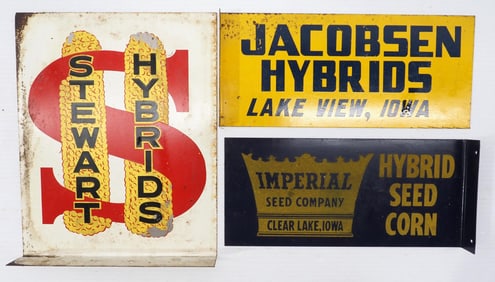 STEWART
HYBRIDS
S
JACOBSEN
HYBRIDS
LAKE VIEW, IOWA
IMPERIAL
SEED COMPANY
CLEAR LAKE, IOWA
HYBRID
SEED
CORN